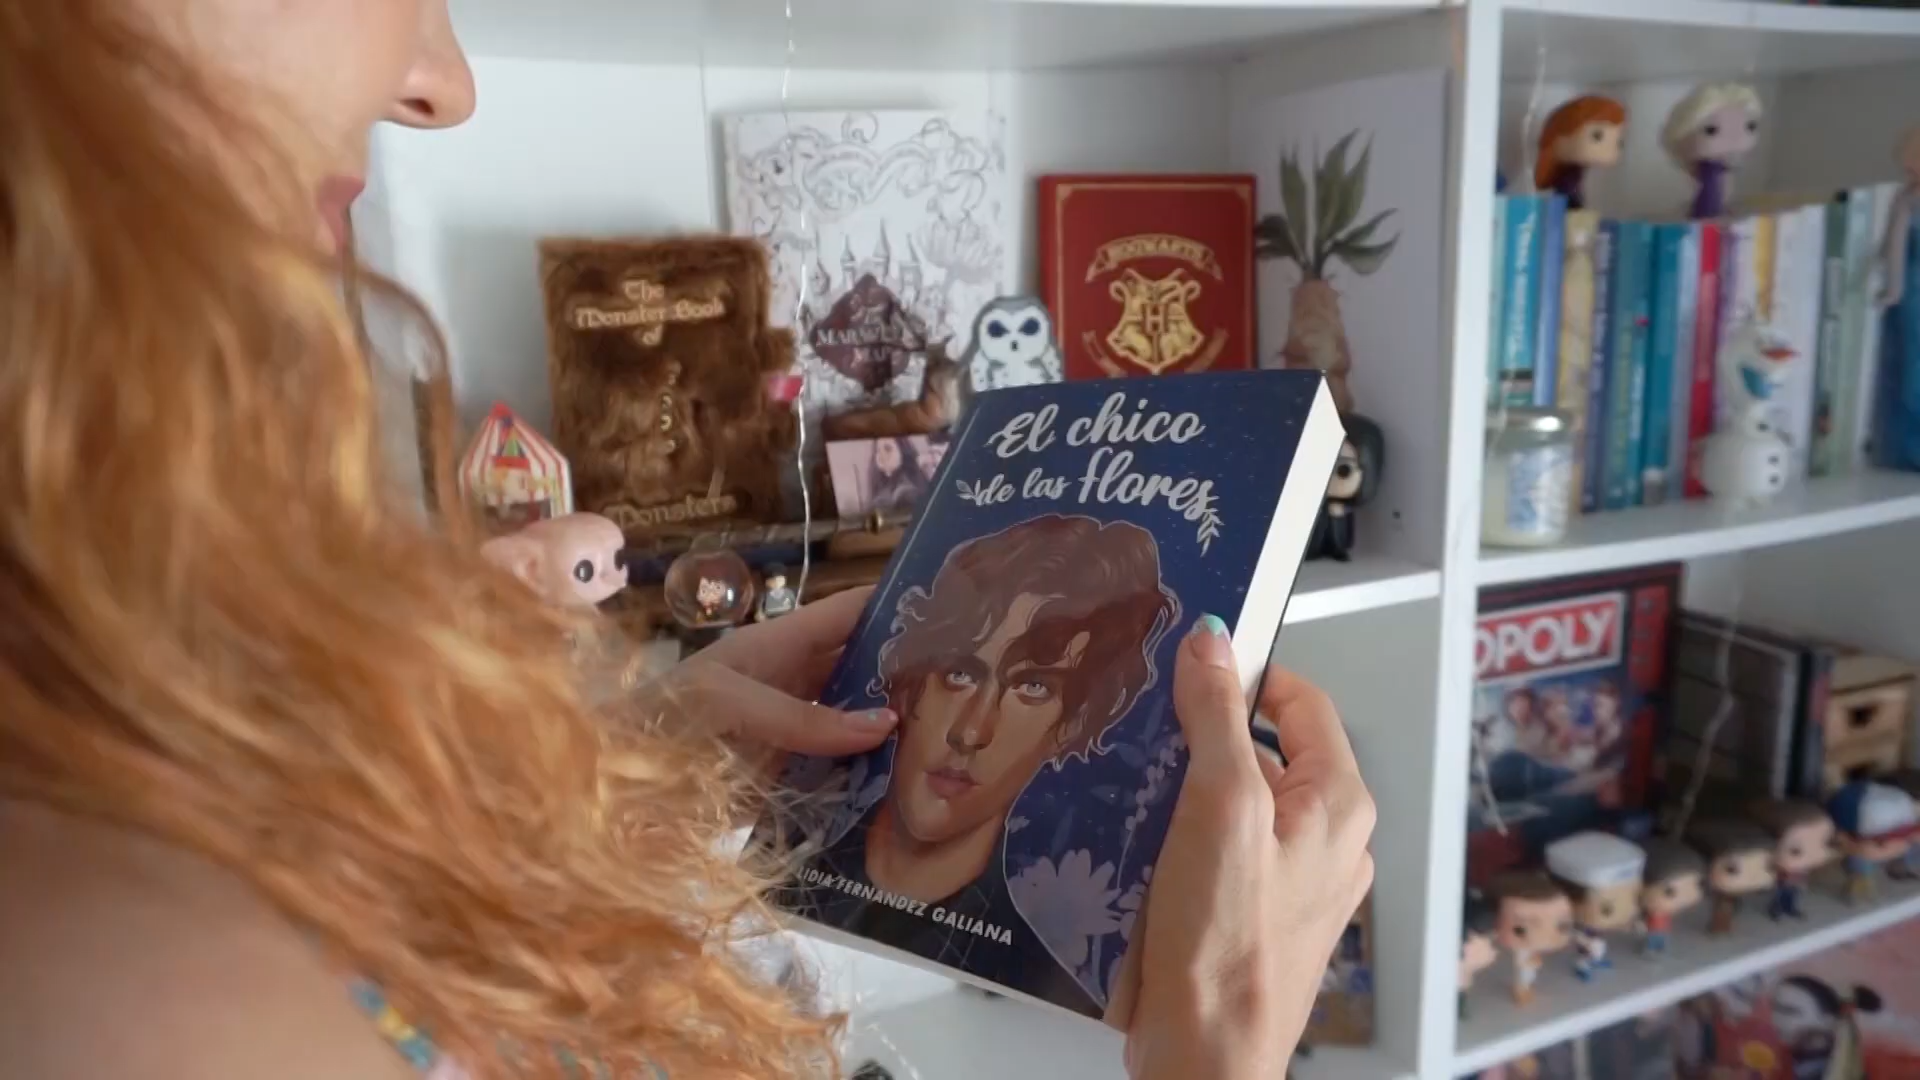 The
Monster Book
of
Monsters
MARAUDER'S
MAP
HOGWARTS
H
El chico
de las flores
LIDIA FERNANDEZ GALIANA
OPOLY